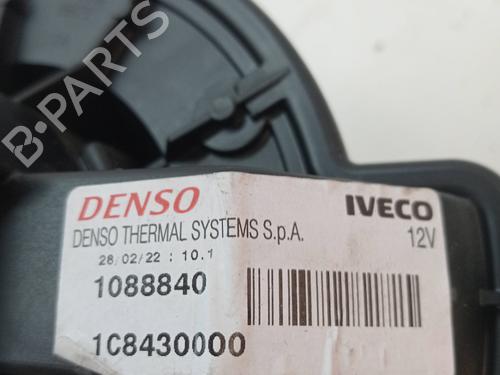 B-PARTS
DENSO IVECO
DENSO THERMAL SYSTEMS S.p.A. 12V
28/02/22 : 10.1
1088840
1C8430000